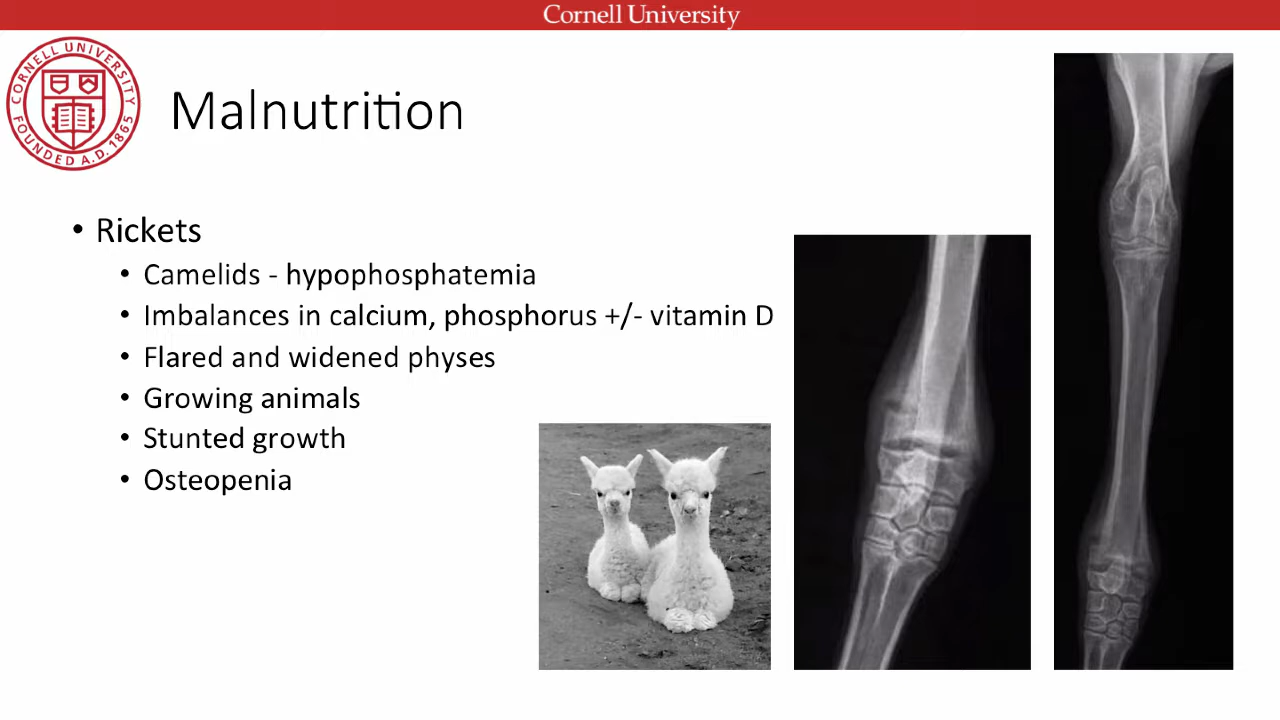 Cornell University
CORNELL UNIVERSITY
FOUNDED A.D. 1865
Malnutrition
• Rickets
• Camelids - hypophosphatemia
• Imbalances in calcium, phosphorus +/- vitamin D
• Flared and widened physes
• Growing animals
• Stunted growth
• Osteopenia